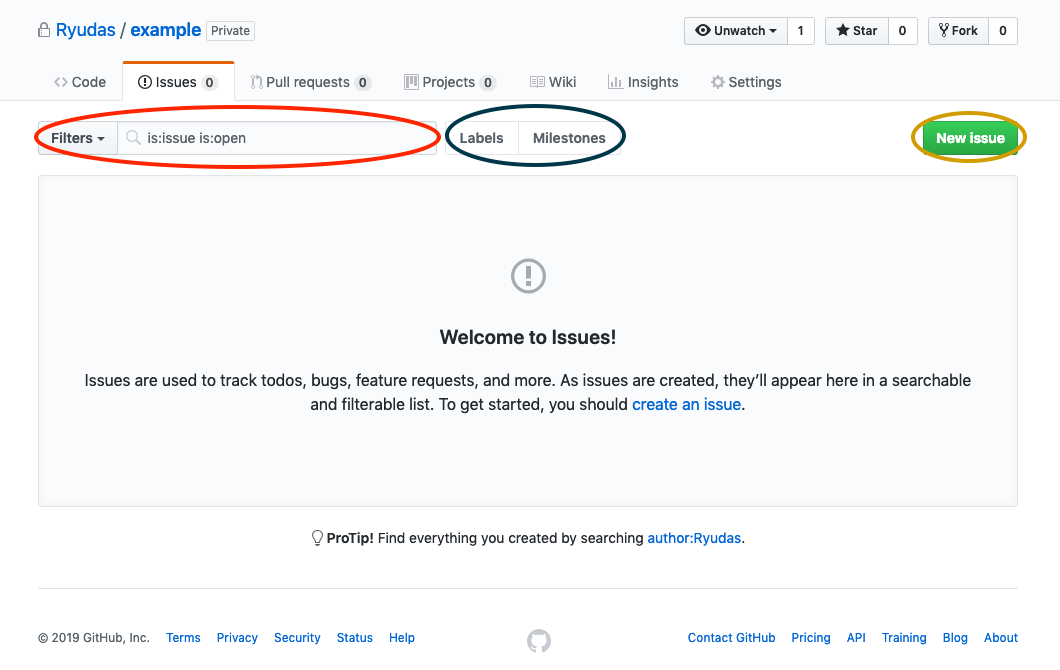 Ryudas / example Private Unwatch 1 Star 0 Fork 0
Code Issues 0 Pull requests 0 Projects 0 Wiki Insights Settings
Filters is:issue is:open Labels Milestones New issue
Welcome to Issues!
Issues are used to track todos, bugs, feature requests, and more. As issues are created, they’ll appear here in a searchable
and filterable list. To get started, you should create an issue.
ProTip! Find everything you created by searching author:Ryudas.
© 2019 GitHub, Inc. Terms Privacy Security Status Help Contact GitHub Pricing API Training Blog About